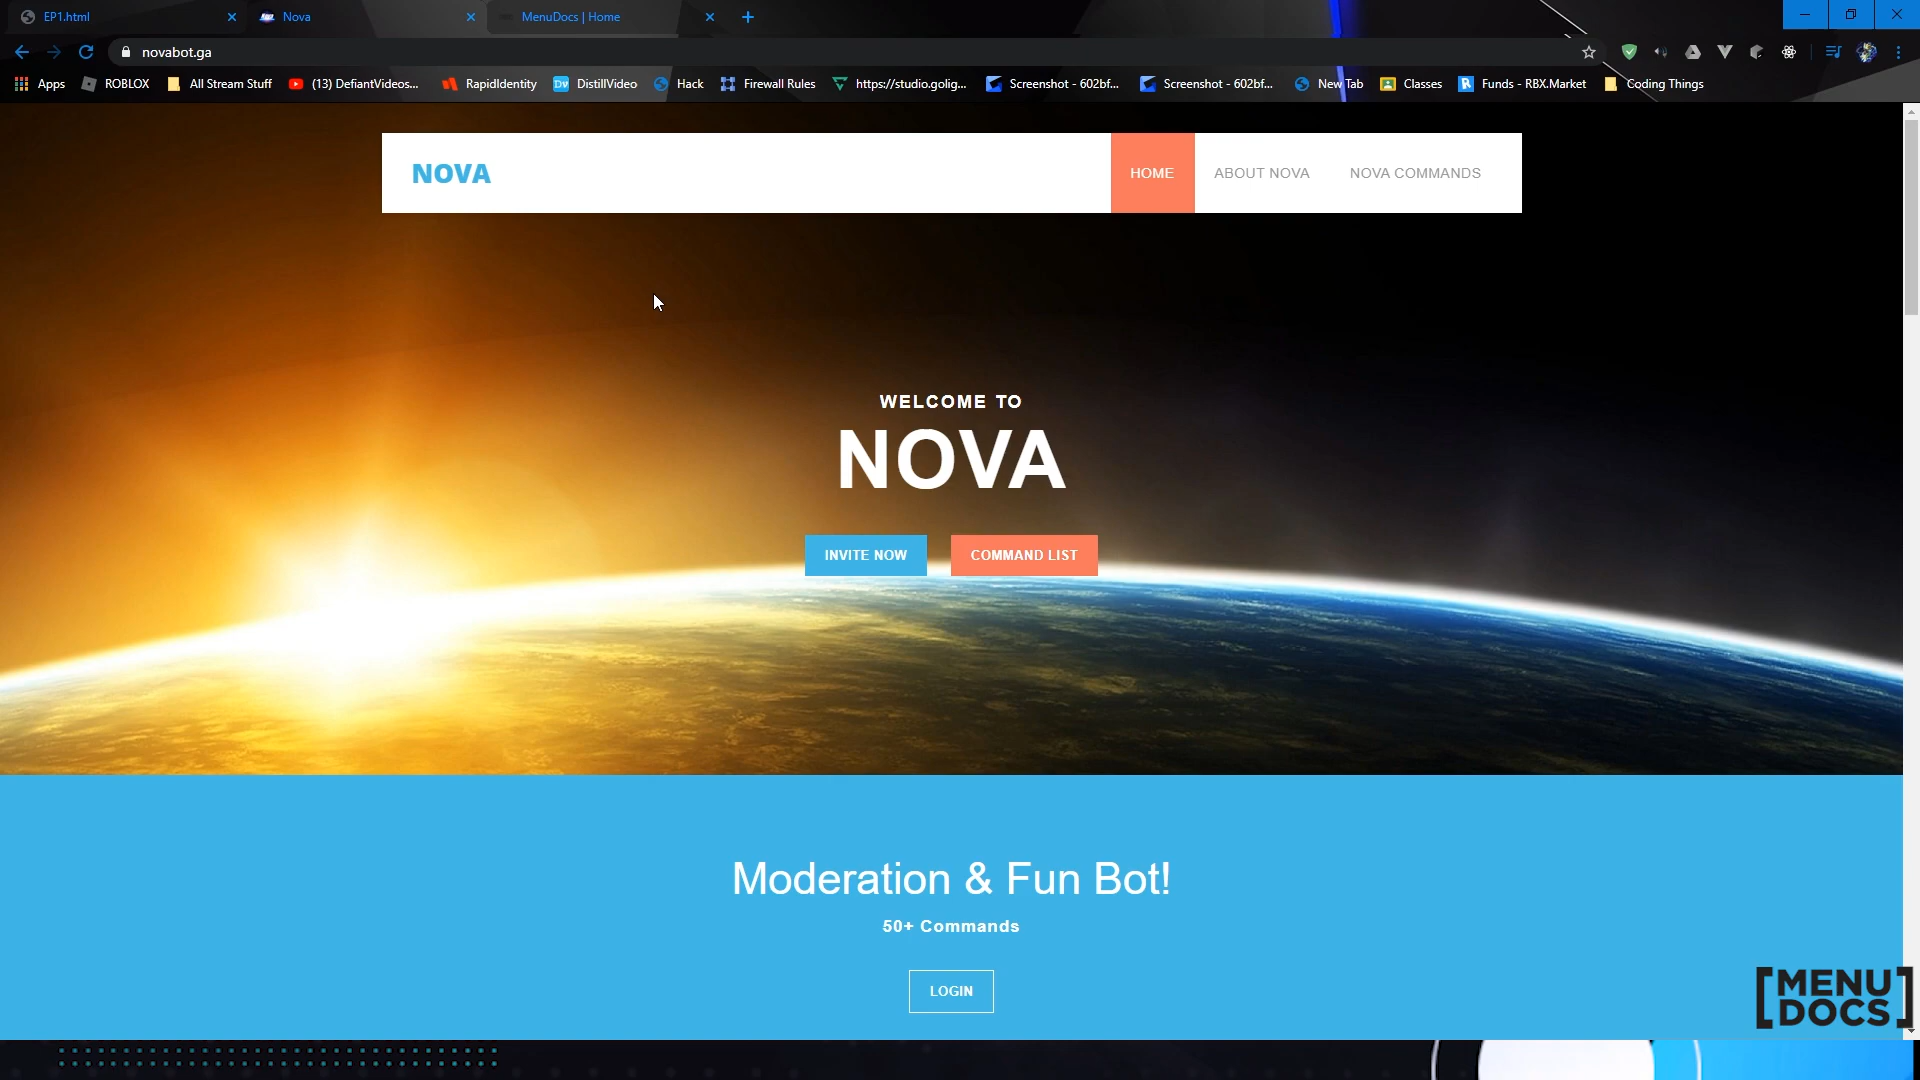 EP1.html
Nova
MenuDocs | Home
novabot.ga
Apps
ROBLOX
All Stream Stuff
(13) DefiantVideos...
RapidIdentity
Dv
DistillVideo
Hack
Firewall Rules
https://studio.golig...
Screenshot - 602bf...
Screenshot - 602bf...
New Tab
Classes
Funds - RBX.Market
Coding Things
NOVA
HOME
ABOUT NOVA
NOVA COMMANDS
WELCOME TO
NOVA
INVITE NOW
COMMAND LIST
Moderation & Fun Bot!
50+ Commands
LOGIN
[MENU
DOCS]